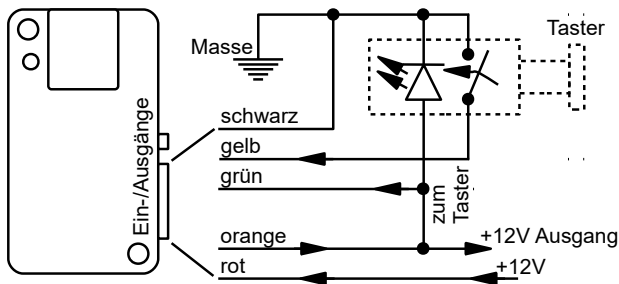 Taster
Masse
Ein-/Ausgänge
schwarz
gelb
grün
zum
Taster
orange
+12V Ausgang
rot
+12V